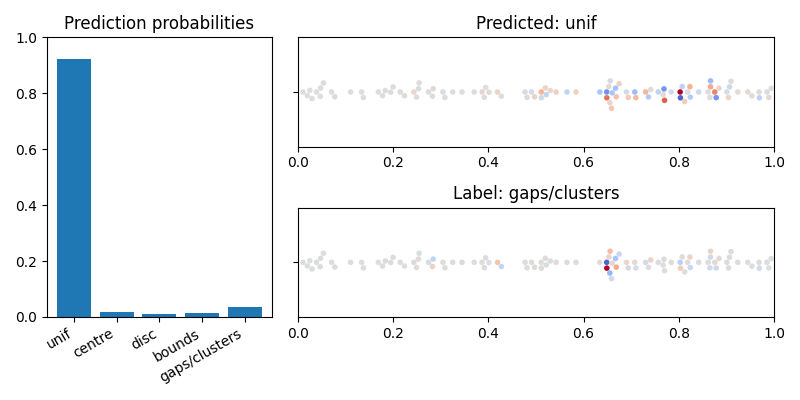 Prediction probabilities
1.0
0.8
0.6
0.4
0.2
0.0
unif
centre
disc
bounds
gaps/clusters
Predicted: unif
0.0 0.2 0.4 0.6 0.8 1.0
Label: gaps/clusters
0.0 0.2 0.4 0.6 0.8 1.0